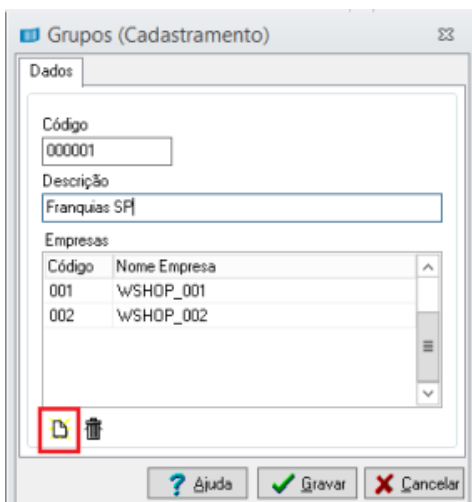 Grupos (Cadastramento)
Dados
Código
000001
Descrição
Franquias SP
Empresas
Código Nome Empresa
001 WSHOP_001
002 WSHOP_002
Ajuda Gravar Cancelar